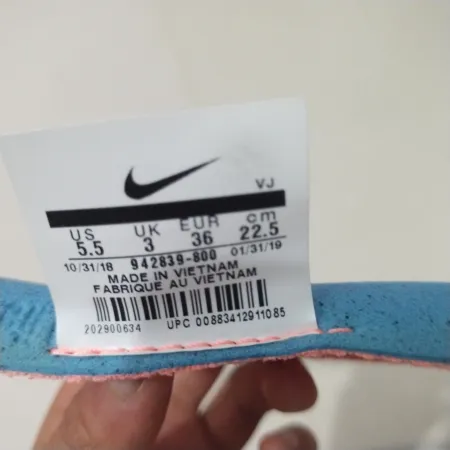 VJ
US UK EUR cm
5.5 3 36 22.5
10/31/18 942839-800 01/31/19
MADE IN VIETNAM
FABRIQUE AU VIETNAM
202900634 UPC 00883412911085